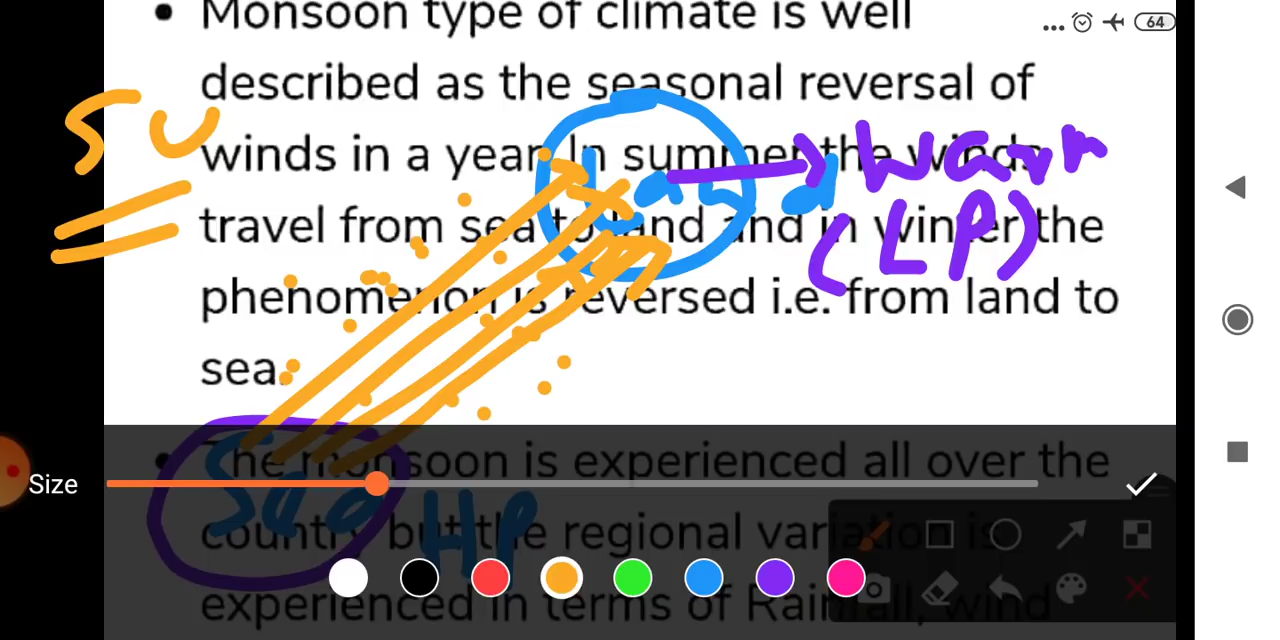 Monsoon type of climate is well
... 64
described as the seasonal reversal of
SU
winds in a year. In summer the winds
Land
warm
(LP)
travel from sea to land and in winter the
phenomenon is reversed i.e. from land to
sea.
The monsoon is experienced all over the
Size
Sea HP
country but the regional variation is
experienced in terms of Rainfall, wind